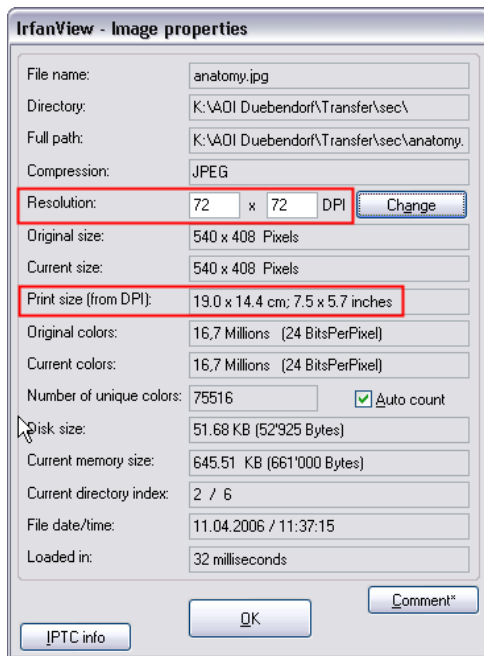 IrfanView - Image properties
File name: anatomy.jpg
Directory: K:\AOI Duebendorf\Transfer\sec\
Full path: K:\AOI Duebendorf\Transfer\sec\anatomy.
Compression: JPEG
Resolution: 72 x 72 DPI Change
Original size: 540 x 408 Pixels
Current size: 540 x 408 Pixels
Print size (from DPI): 19.0 x 14.4 cm; 7.5 x 5.7 inches
Original colors: 16,7 Millions (24 BitsPerPixel)
Current colors: 16,7 Millions (24 BitsPerPixel)
Number of unique colors: 75516 Auto count
Disk size: 51.68 KB (52'925 Bytes)
Current memory size: 645.51 KB (661'000 Bytes)
Current directory index: 2 / 6
File date/time: 11.04.2006 / 11:37:15
Loaded in: 32 milliseconds
Comment*
OK
IPTC info